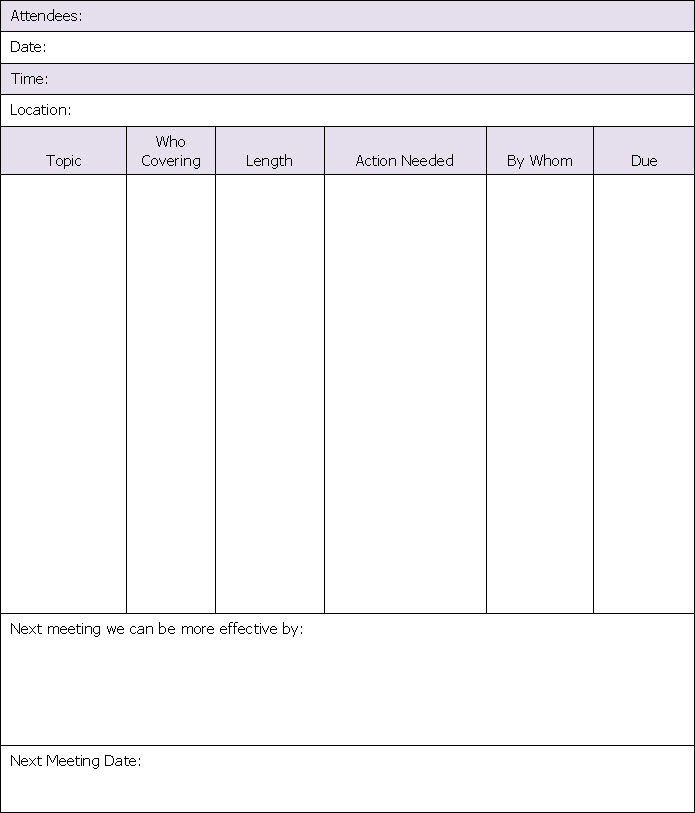 Attendees:
Date:
Time:
Location:
Topic
Who
Covering
Length
Action Needed
By Whom
Due
Next meeting we can be more effective by:
Next Meeting Date: